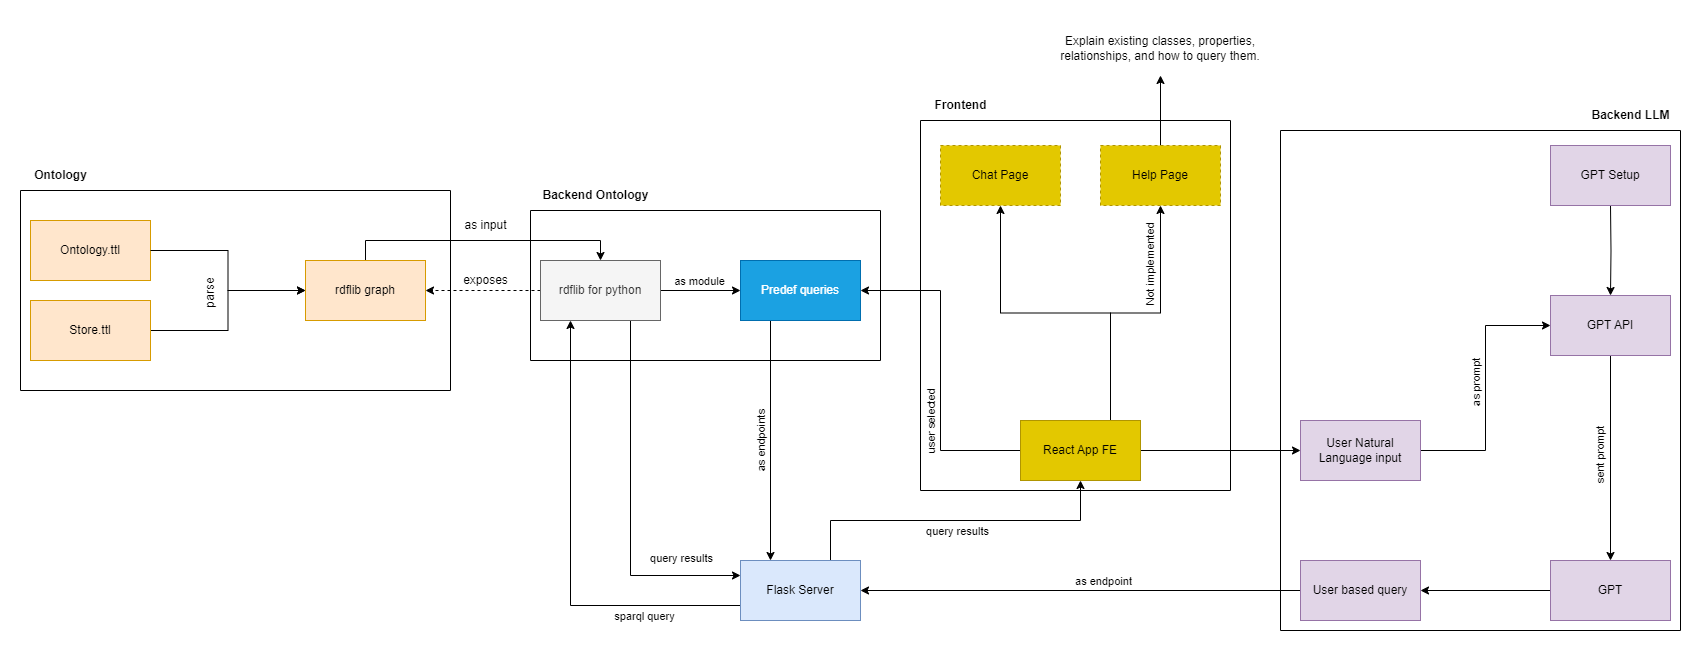 Explain existing classes, properties,
relationships, and how to query them.
Frontend
Backend LLM
Ontology
Backend Ontology
Chat Page
Help Page
GPT Setup
Ontology.ttl
as input
Not implemented
parse
rdflib graph
exposes
rdflib for python
as module
Predef queries
Store.ttl
GPT API
as prompt
user selected
as endpoints
React App FE
User Natural
Language input
sent prompt
query results
query results
Flask Server
as endpoint
User based query
GPT
sparql query